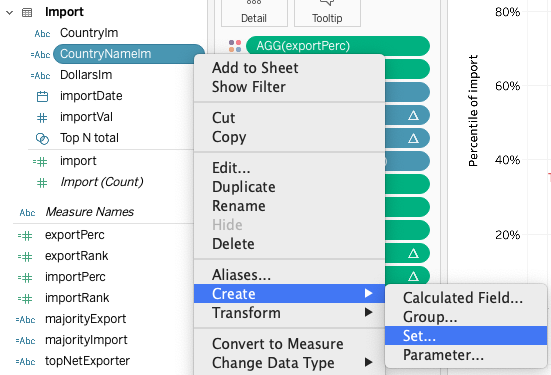 Import
Abc CountryIm
=Abc CountryNameIm
=Abc DollarsIm
importDate
=# importVal
Top N total
=# import
# Import (Count)
Abc Measure Names
=# exportPerc
=# exportRank
=# importPerc
=# importRank
=Abc majorityExport
=Abc majorityImport
=Abc topNetExporter
Detail
Tooltip
AGG(exportPerc)
Add to Sheet
Show Filter
Cut
Copy
Edit...
Duplicate
Rename
Hide
Delete
Aliases...
Create
Transform
Convert to Measure
Change Data Type
Calculated Field...
Group...
Set...
Parameter...
Percentile of import
80%
60%
40%
20%